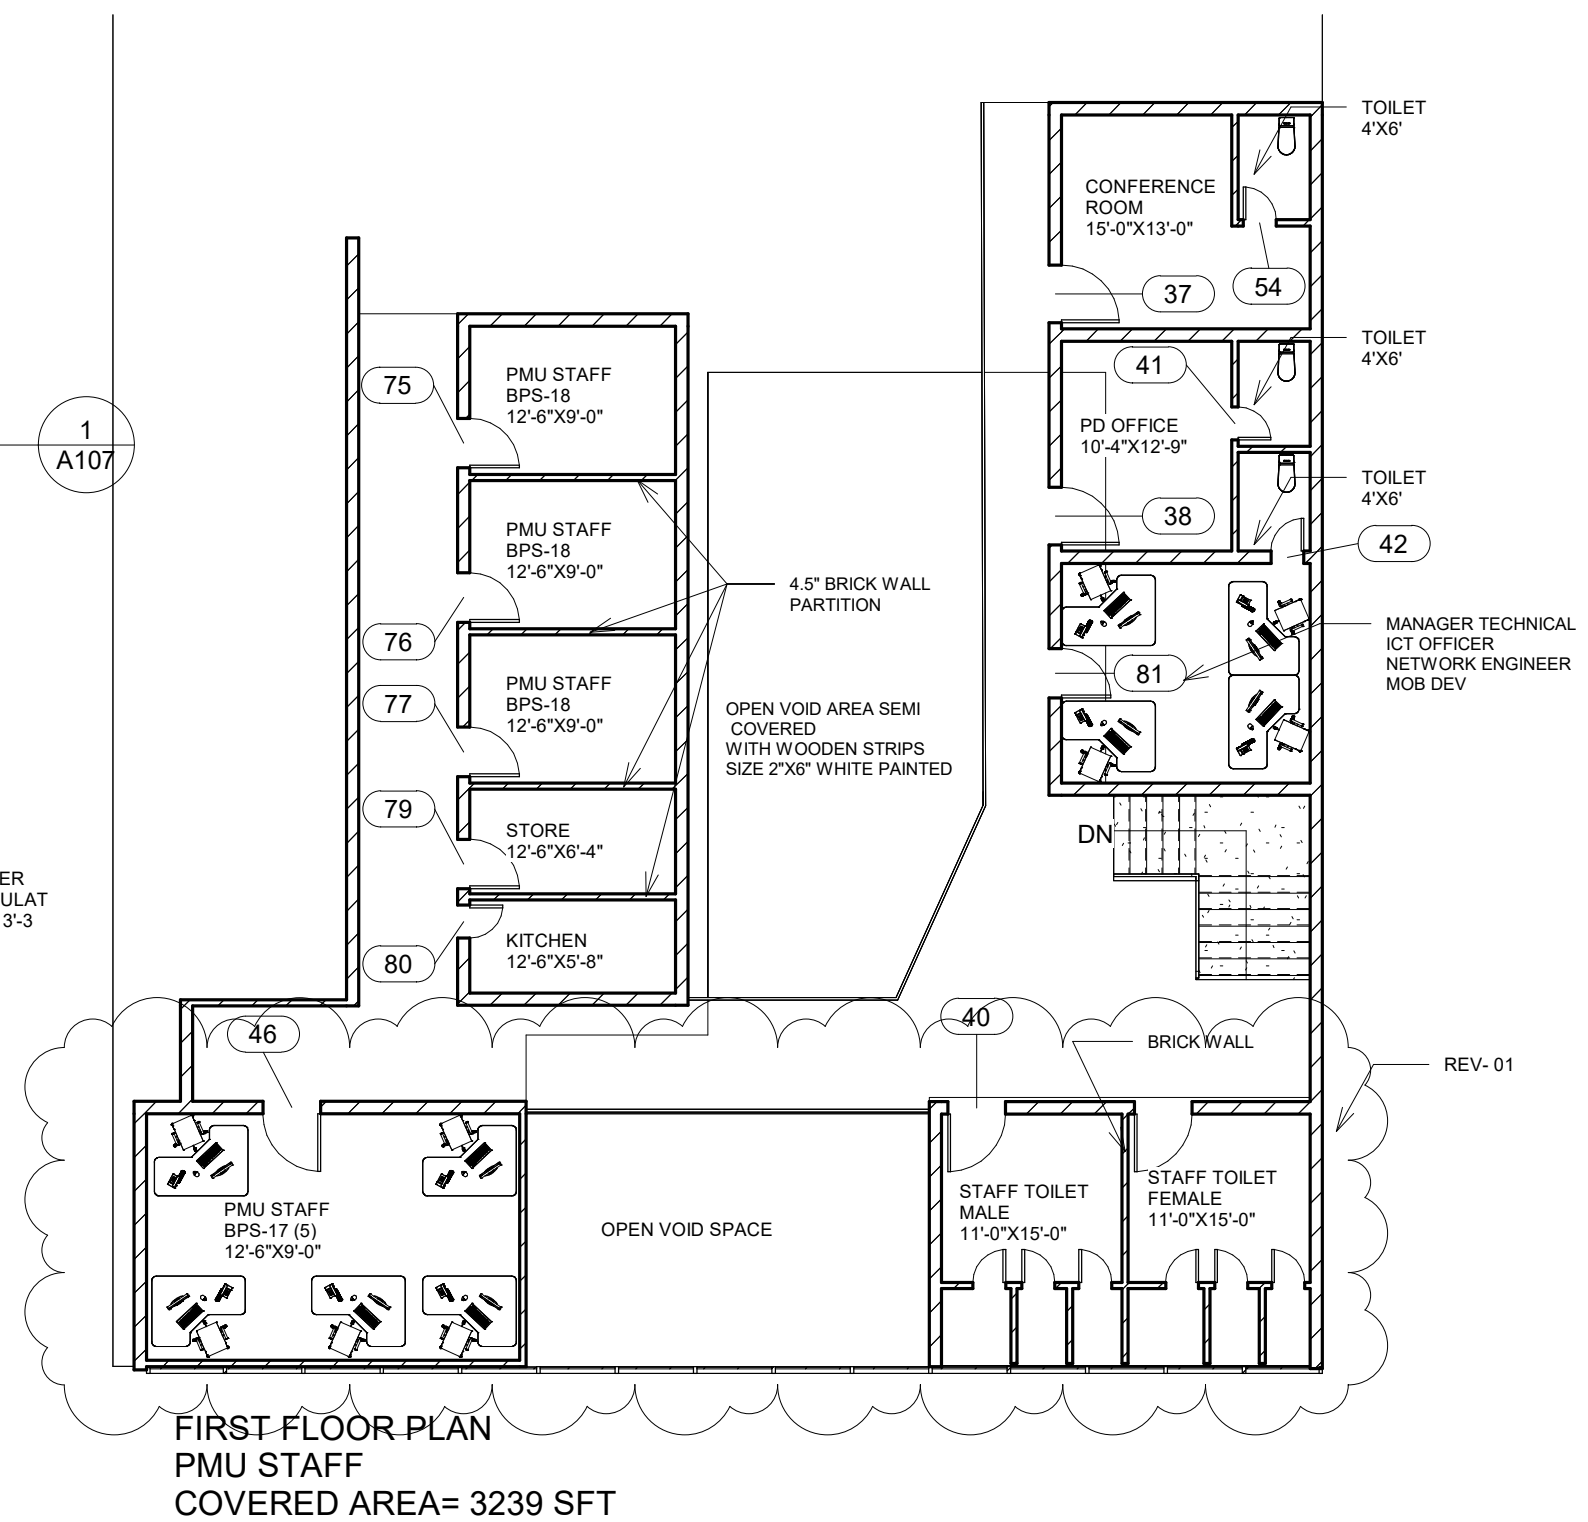 TOILET
4'X6'
CONFERENCE
ROOM
15'-0"X13'-0"
37
54
TOILET
4'X6'
41
PD OFFICE
10'-4"X12'-9"
38
TOILET
4'X6'
42
75
PMU STAFF
BPS-18
12'-6"X9'-0"
1
A107
PMU STAFF
BPS-18
12'-6"X9'-0"
76
4.5" BRICK WALL
PARTITION
MANAGER TECHNICAL
ICT OFFICER
NETWORK ENGINEER
MOB DEV
81
PMU STAFF
BPS-18
12'-6"X9'-0"
77
OPEN VOID AREA SEMI
COVERED
WITH WOODEN STRIPS
SIZE 2"X6" WHITE PAINTED
79
STORE
12'-6"X6'-4"
DN
ER
ULAT
3'-3
KITCHEN
12'-6"X5'-8"
80
46
40
BRICK WALL
REV- 01
PMU STAFF
BPS-17 (5)
12'-6"X9'-0"
OPEN VOID SPACE
STAFF TOILET
MALE
11'-0"X15'-0"
STAFF TOILET
FEMALE
11'-0"X15'-0"
FIRST FLOOR PLAN
PMU STAFF
COVERED AREA= 3239 SFT